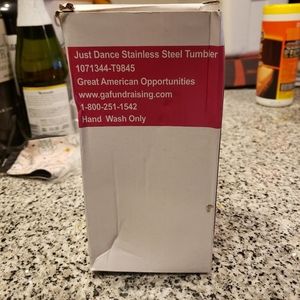 Just Dance Stainless Steel Tumbler
1071344-T9845
Great American Opportunities
www.gafundraising.com
1-800-251-1542
Hand Wash Only